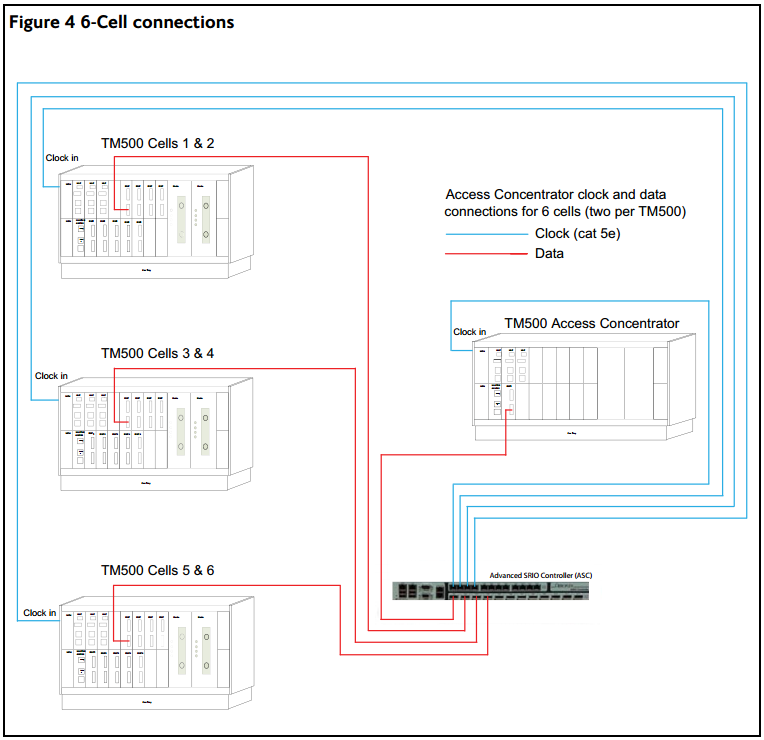 Figure 4 6-Cell connections
TM500 Cells 1 & 2
Clock in
Access Concentrator clock and data
connections for 6 cells (two per TM500)
Clock (cat 5e)
Data
TM500 Access Concentrator
Clock in
TM500 Cells 3 & 4
Clock in
TM500 Cells 5 & 6
Advanced SRIO Controller (ASC)
Clock in